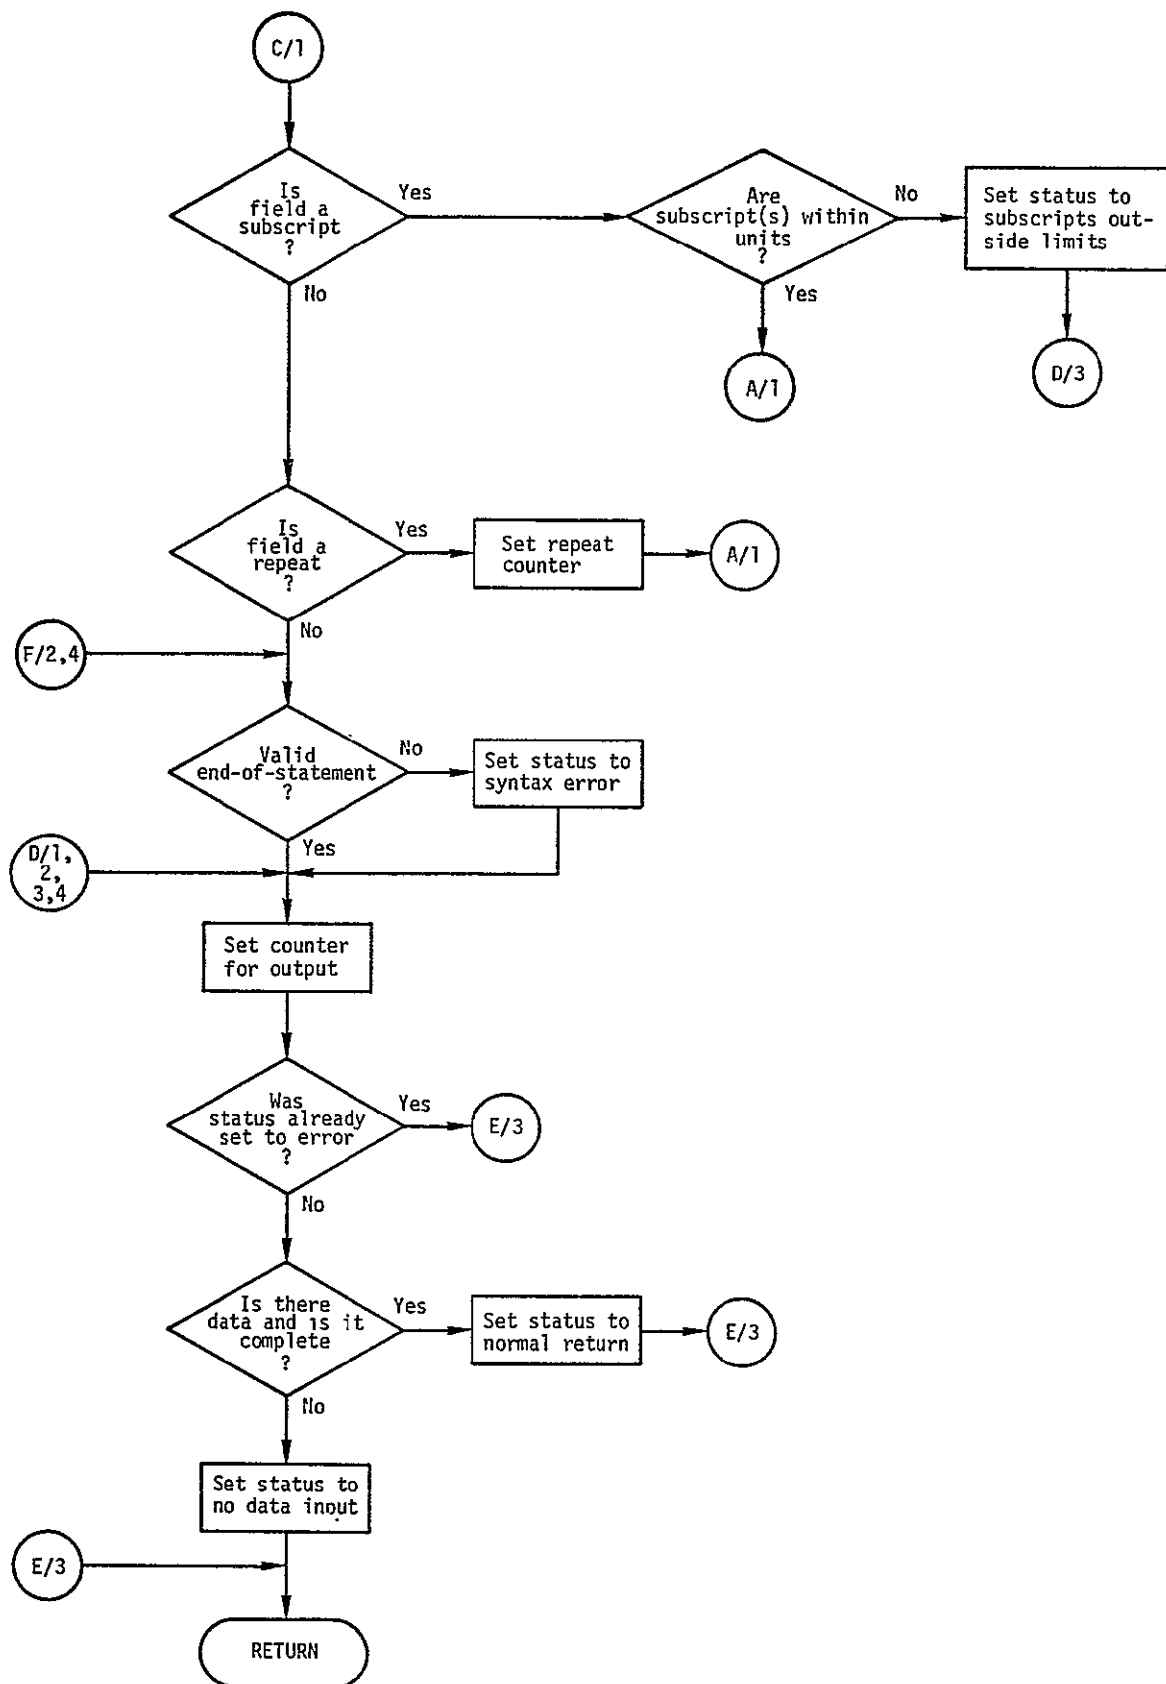 C/1
Is
field a
subscript
?
Yes
No
Are
subscript(s) within
units
?
No
Yes
Set status to
subscripts out-
side limits
A/1
D/3
Is
field a
repeat
?
Yes
No
Set repeat
counter
A/1
F/2,4
Valid
end-of-statement
?
No
Yes
Set status to
syntax error
D/1,
2,
3,4
Set counter
for output
Was
status already
set to error
?
Yes
No
E/3
Is there
data and is it
complete
?
Yes
No
Set status to
normal return
E/3
Set status to
no data input
E/3
RETURN